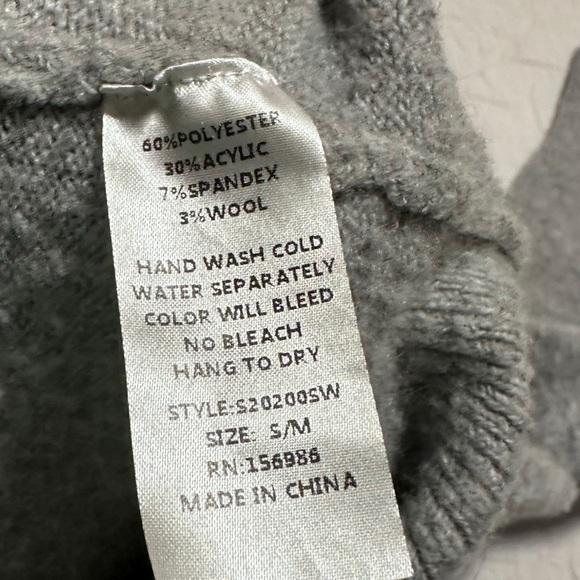 60%POLYESTER
30%ACYLIC
7%SPANDEX
3%WOOL
HAND WASH COLD
WATER SEPARATELY
COLOR WILL BLEED
NO BLEACH
HANG TO DRY
STYLE:S20200SW
SIZE: S/M
RN:156986
MADE IN CHINA